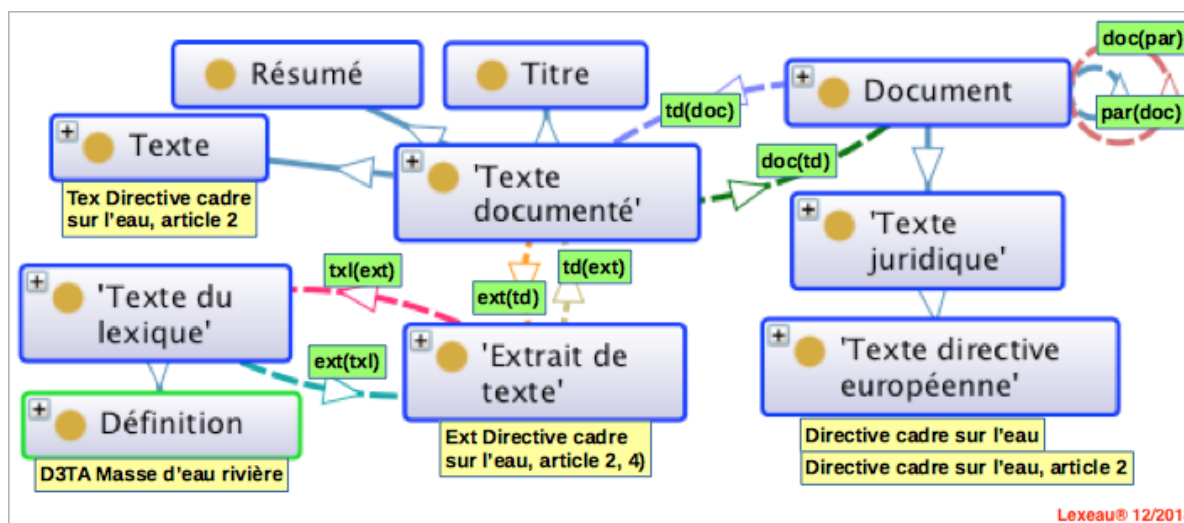 doc(par)
Résumé
Titre
Document
td(doc)
par(doc)
Texte
'Texte
documenté'
doc(td)
Tex Directive cadre
sur l'eau, article 2
'Texte
juridique'
txl(ext)
td(ext)
ext(td)
'Texte du
lexique'
'Extrait de
texte'
'Texte directive
européenne'
ext(txl)
Définition
Ext Directive cadre
sur l'eau, article 2, 4)
Directive cadre sur l'eau
Directive cadre sur l'eau, article 2
D3TA Masse d'eau rivière
Lexeau® 12/201